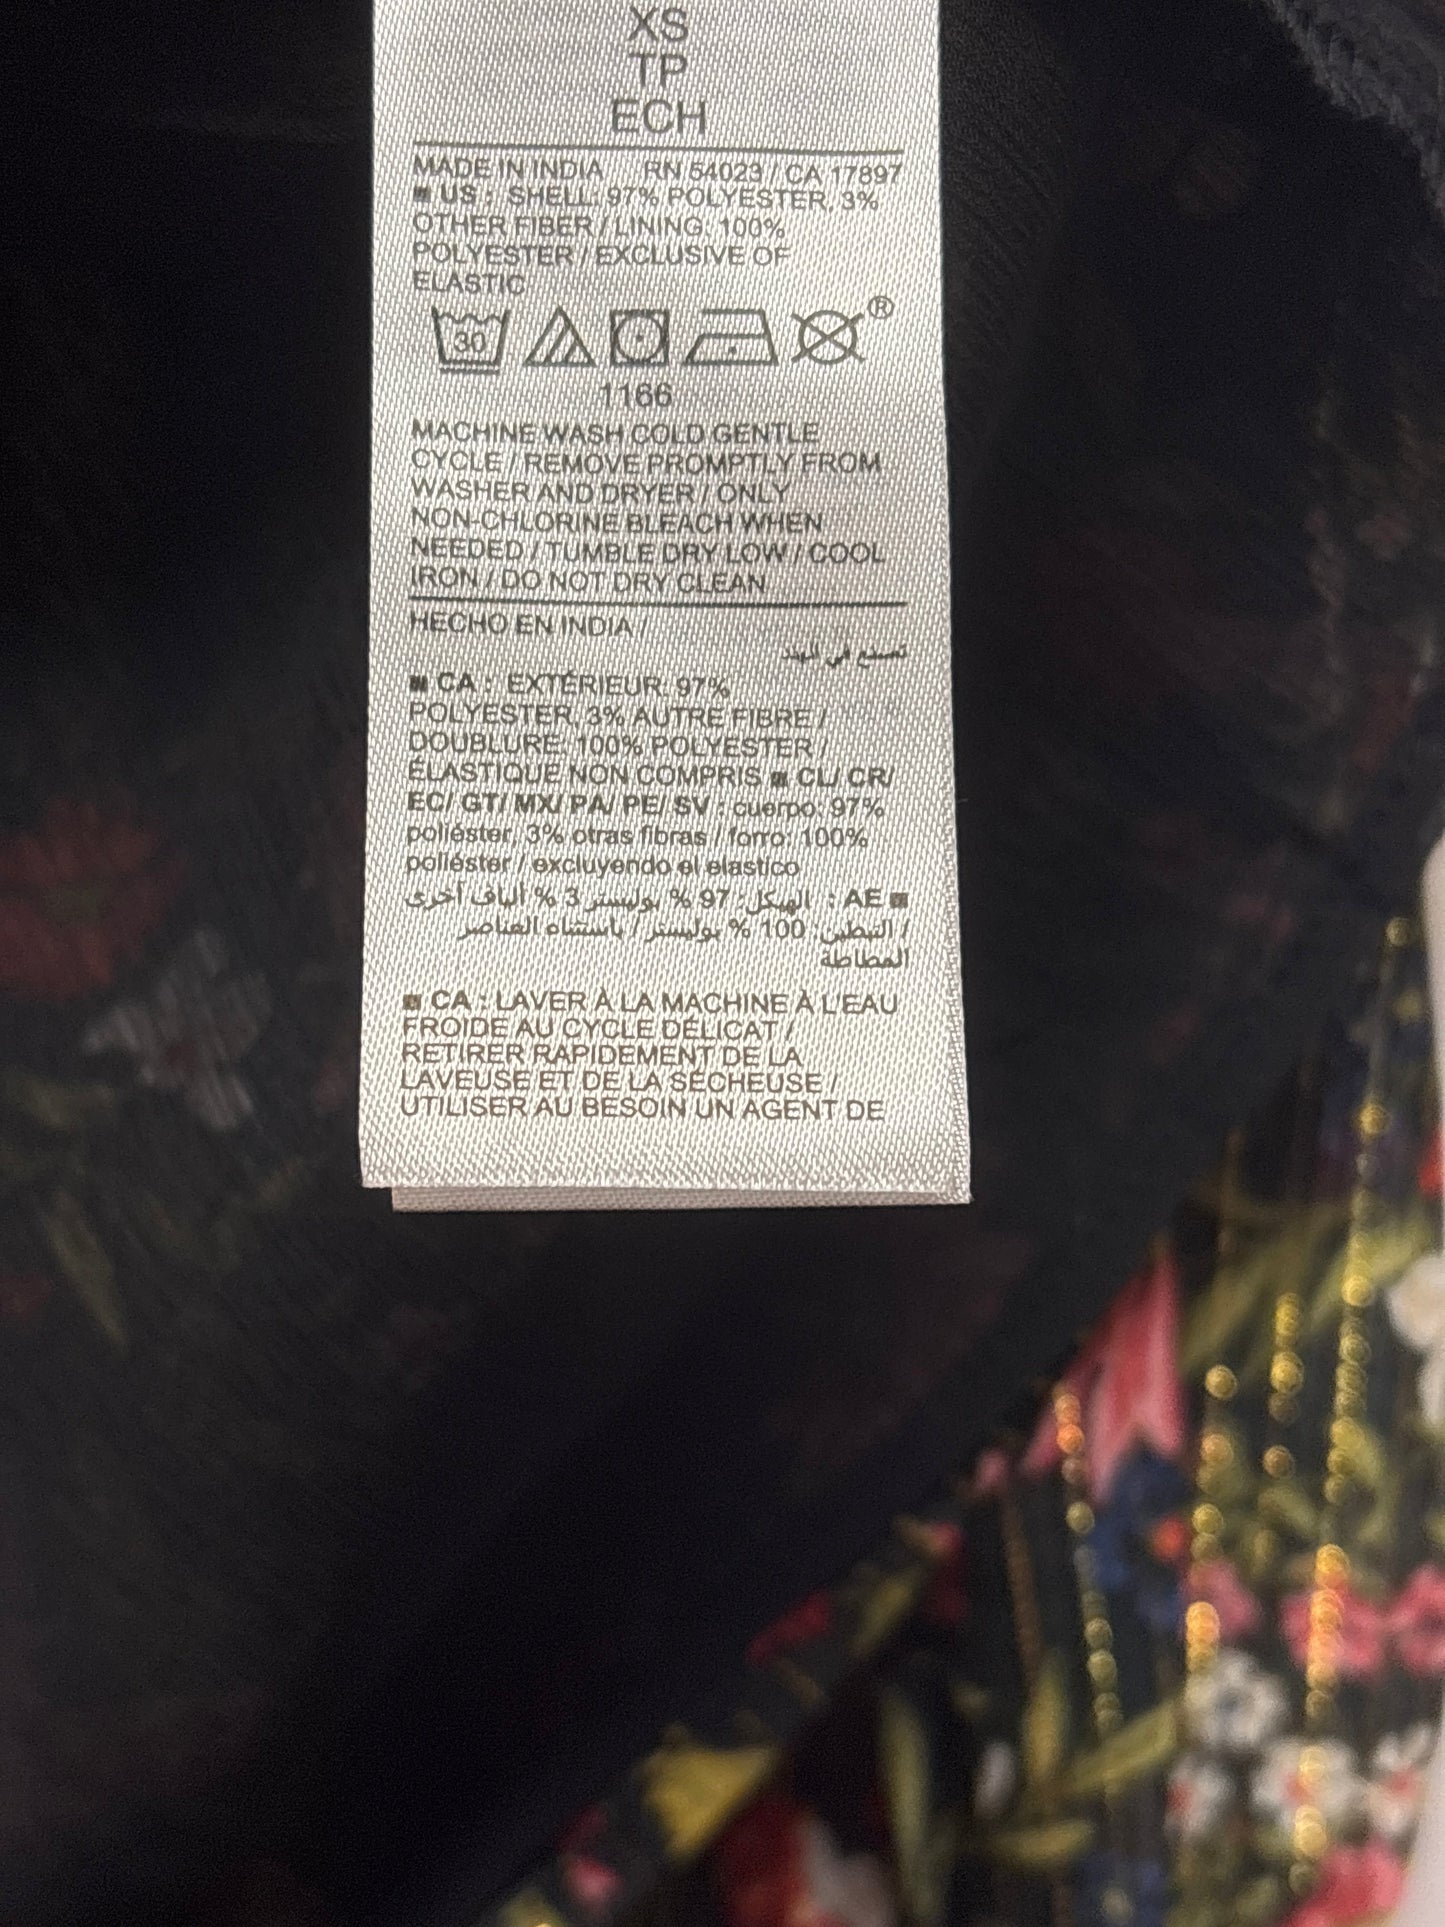 XS
TP
ECH
MADE IN INDIA RN 54023 / CA 17897
■ US : SHELL: 97% POLYESTER, 3%
OTHER FIBER / LINING: 100%
POLYESTER / EXCLUSIVE OF
ELASTIC
30 ®
1166
MACHINE WASH COLD GENTLE
CYCLE / REMOVE PROMPTLY FROM
WASHER AND DRYER / ONLY
NON-CHLORINE BLEACH WHEN
NEEDED / TUMBLE DRY LOW / COOL
IRON / DO NOT DRY CLEAN
HECHO EN INDIA /
تصنع في الهند
■ CA : EXTÉRIEUR: 97%
POLYESTER, 3% AUTRE FIBRE /
DOUBLURE: 100% POLYESTER /
ÉLASTIQUE NON COMPRIS ■ CL/ CR/
EC/ GT/ MX/ PA/ PE/ SV : cuerpo: 97%
poliéster, 3% otras fibras / forro: 100%
poliéster / excluyendo el elastico
■ AE : الهيكل: 97 % بوليستر 3 % ألياف أخرى
/ التبطين: 100 % بوليستر / باستثناء العناصر
المطاطة
■ CA : LAVER À LA MACHINE À L'EAU
FROIDE AU CYCLE DÉLICAT /
RETIRER RAPIDEMENT DE LA
LAVEUSE ET DE LA SÉCHEUSE /
UTILISER AU BESOIN UN AGENT DE